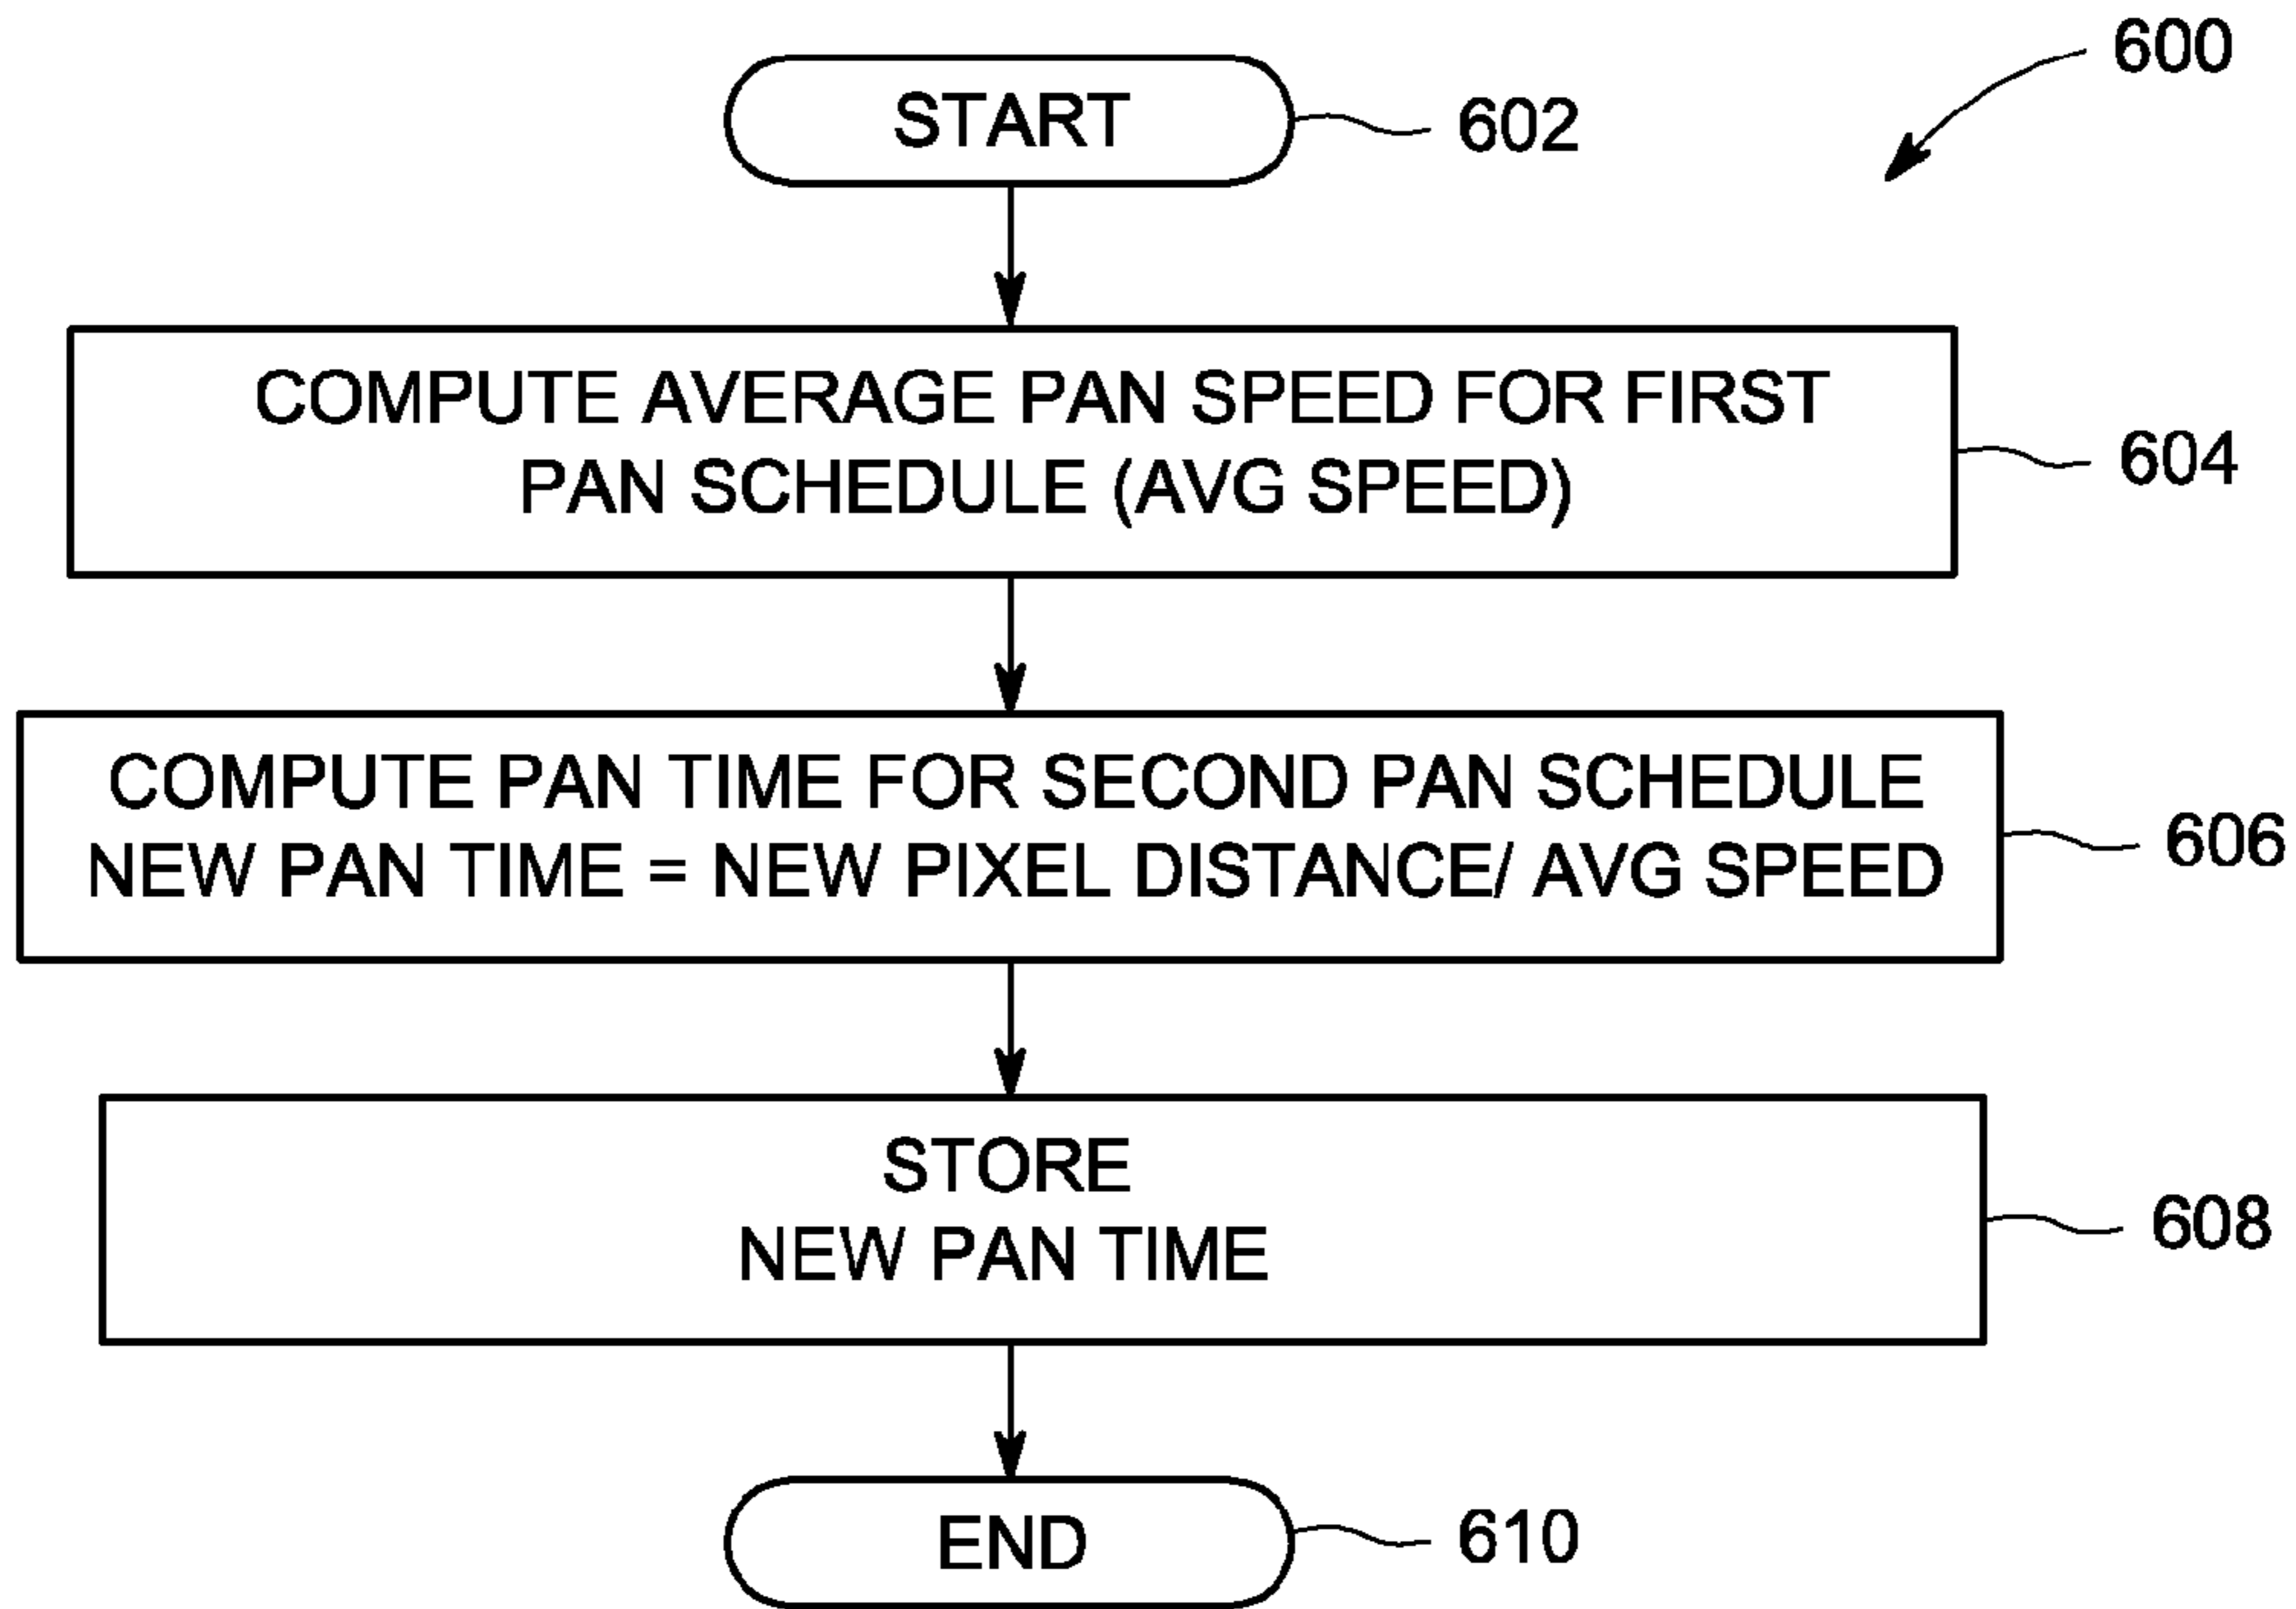 600
START
602
COMPUTE AVERAGE PAN SPEED FOR FIRST
PAN SCHEDULE (AVG SPEED)
604
COMPUTE PAN TIME FOR SECOND PAN SCHEDULE
NEW PAN TIME = NEW PIXEL DISTANCE/ AVG SPEED
606
STORE
NEW PAN TIME
608
END
610